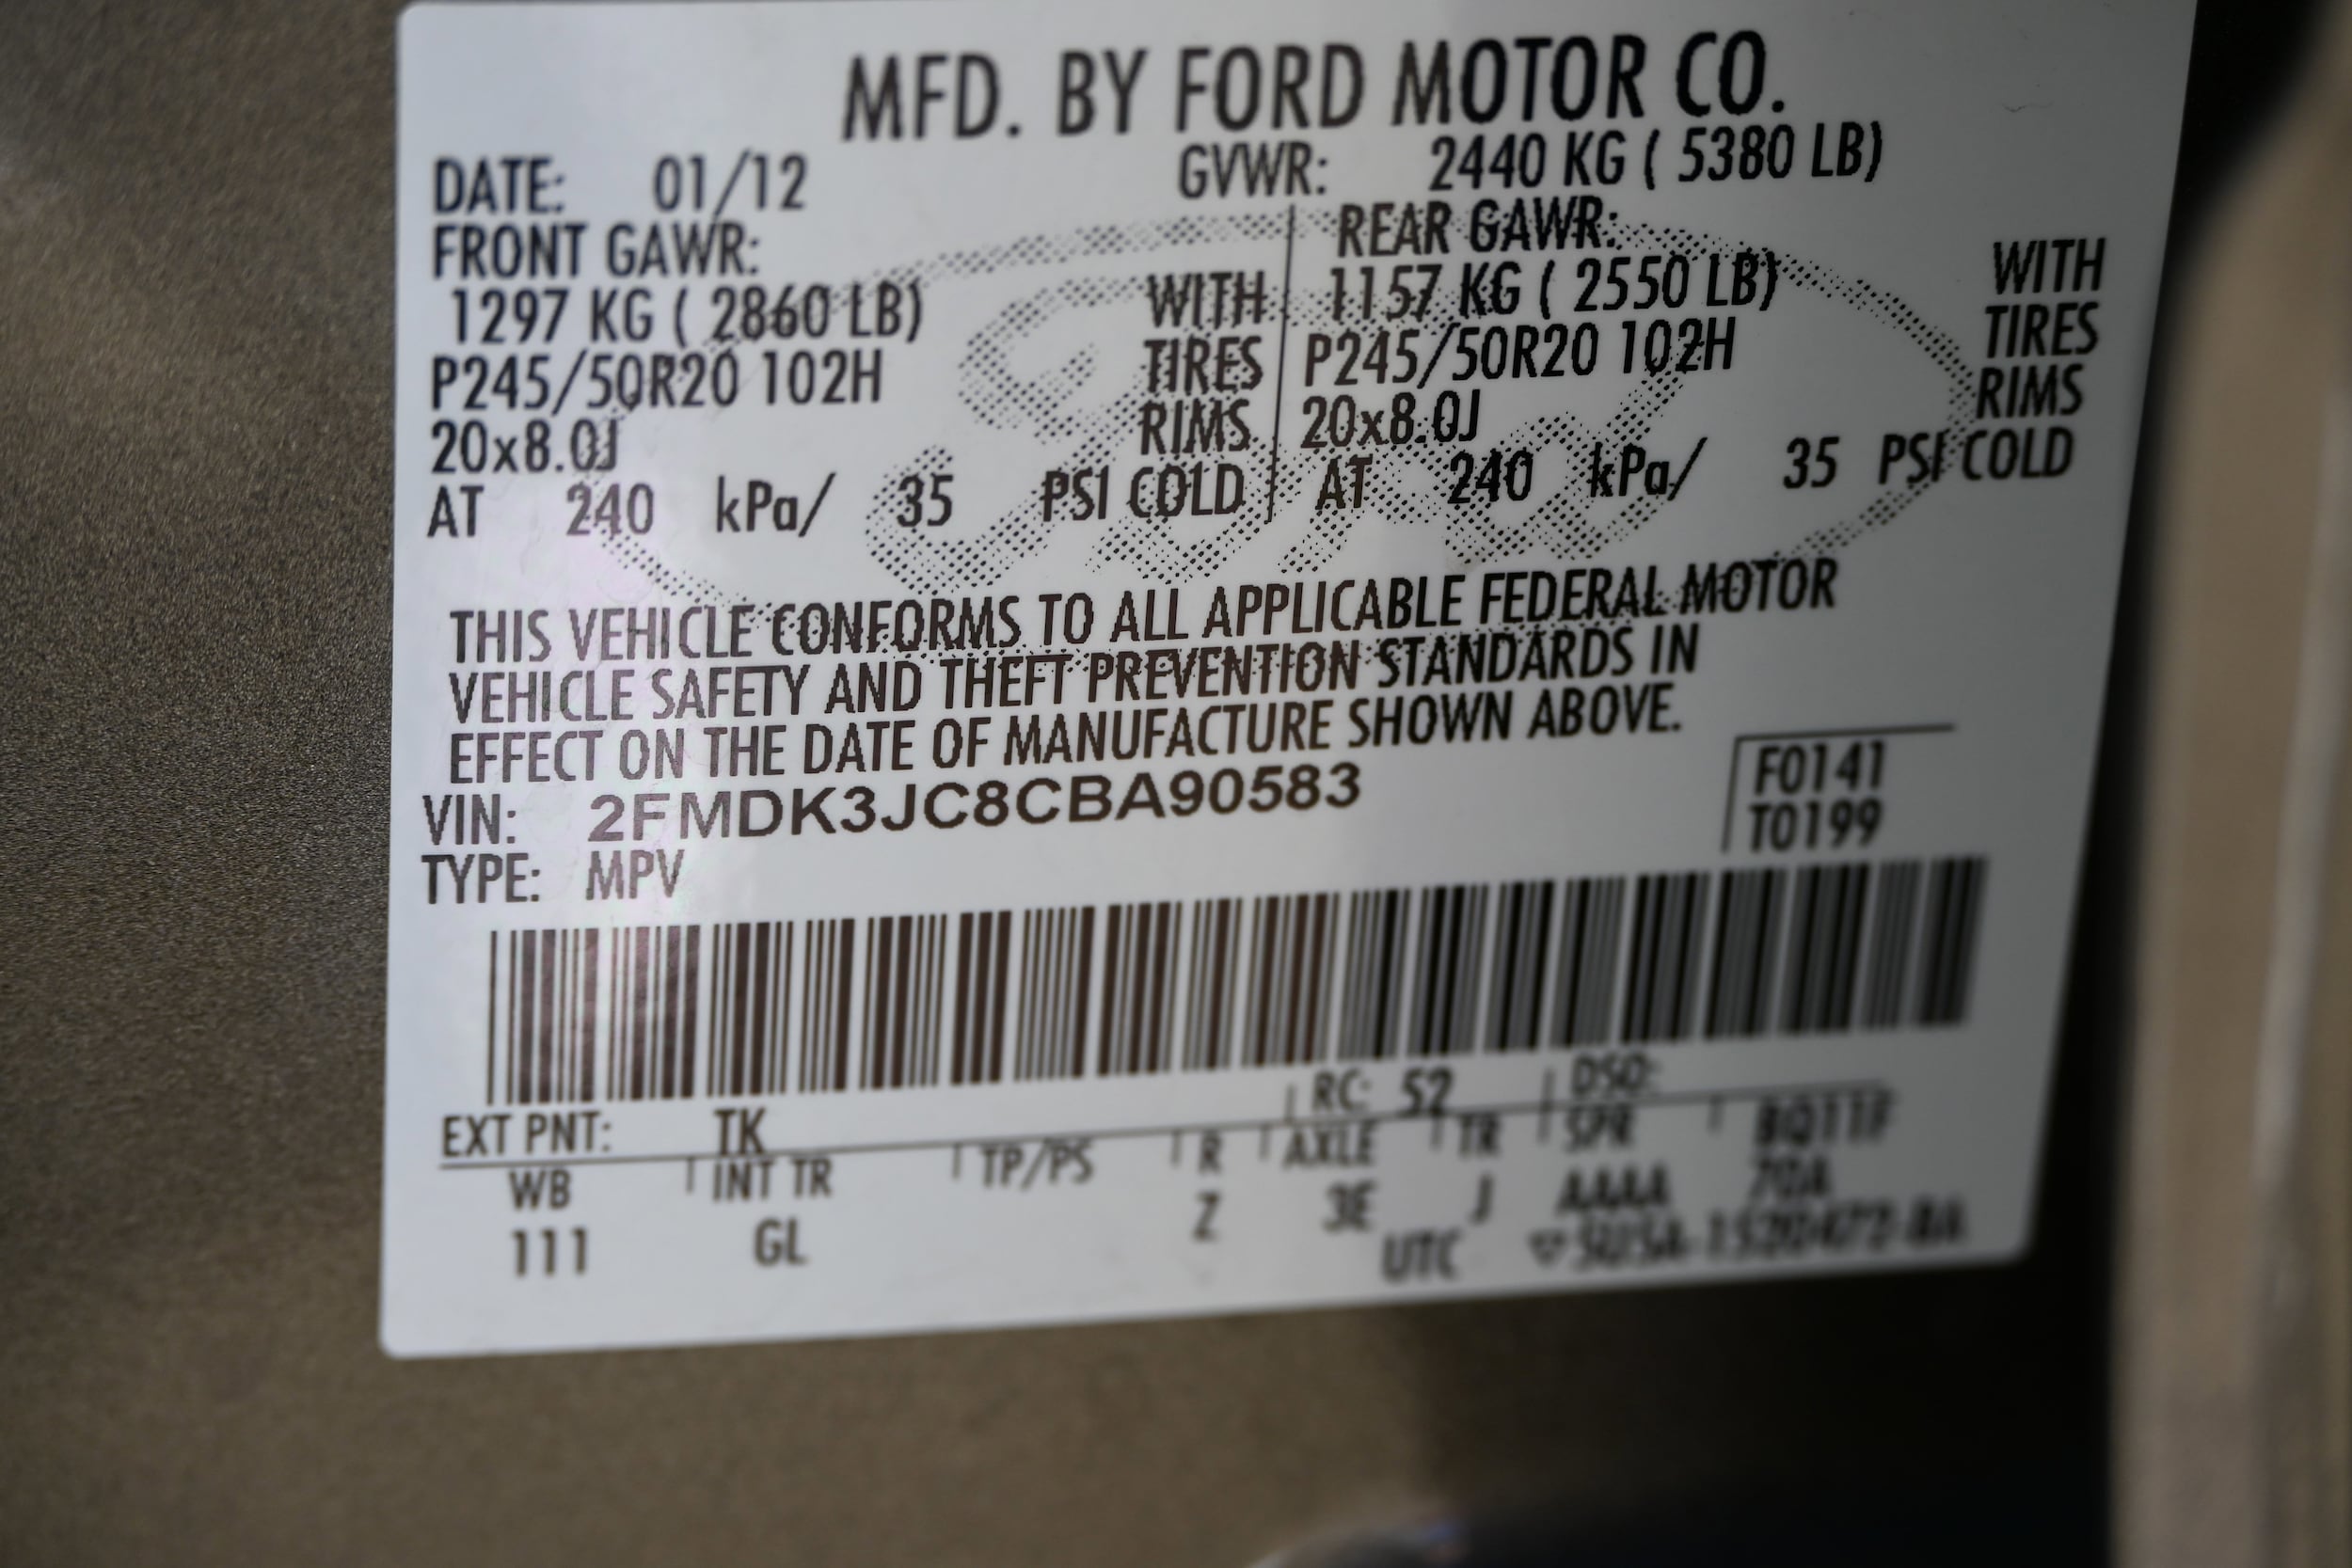 MFD. BY FORD MOTOR CO.
DATE: 01/12 GVWR: 2440 KG ( 5380 LB)
FRONT GAWR: REAR GAWR:
1297 KG ( 2860 LB) WITH 1157 KG ( 2550 LB) WITH
P245/50R20 102H TIRES P245/50R20 102H TIRES
20x8.0J RIMS 20x8.0J RIMS
AT 240 kPa/ 35 PSI COLD AT 240 kPa/ 35 PSI COLD
THIS VEHICLE CONFORMS TO ALL APPLICABLE FEDERAL MOTOR
VEHICLE SAFETY AND THEFT PREVENTION STANDARDS IN
EFFECT ON THE DATE OF MANUFACTURE SHOWN ABOVE.
VIN: 2FMDK3JC8CBA90583 F0141
TYPE: MPV T0199
EXT PNT: TK RC: 52 DSO:
WB INT TR TP/PS R AXLE TR SPR BQ11F
111 GL Z 3E J AAAA 70A
UTC